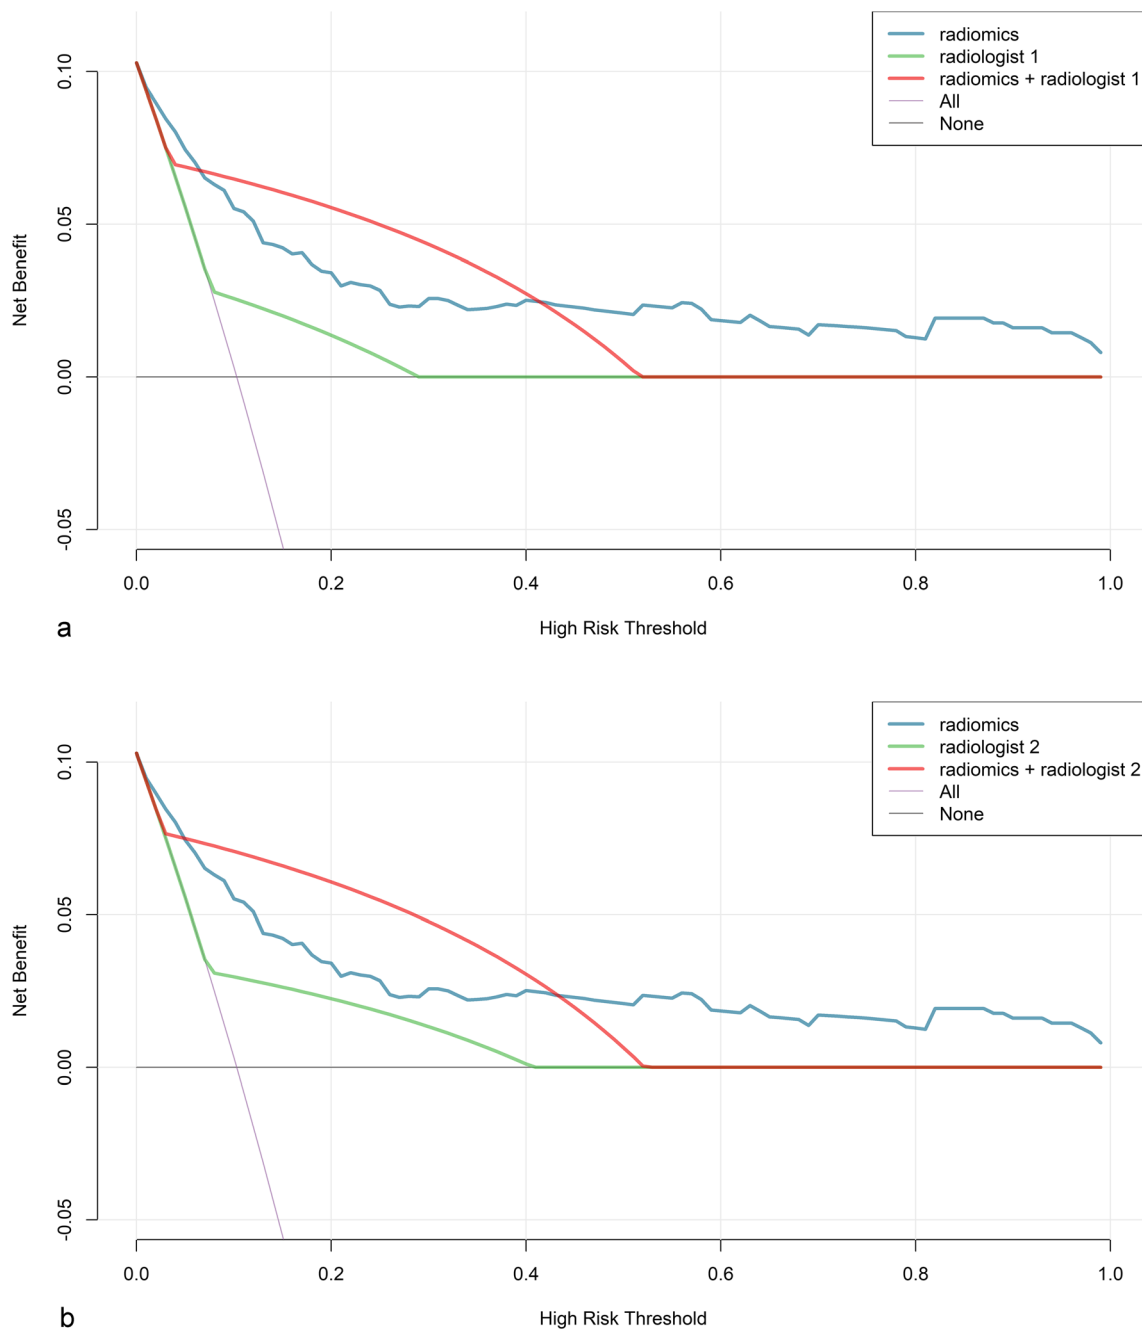 radiomics
radiologist 1
radiomics + radiologist 1
All
None
0.10
0.05
0.00
-0.05
Net Benefit
0.0 0.2 0.4 0.6 0.8 1.0
High Risk Threshold
a
radiomics
radiologist 2
radiomics + radiologist 2
All
None
0.10
0.05
0.00
-0.05
Net Benefit
0.0 0.2 0.4 0.6 0.8 1.0
High Risk Threshold
b